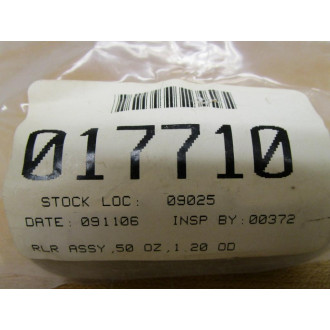 017710
STOCK LOC: 09025
DATE: 091106 INSP BY: 00372
RLR ASSY,50 OZ,1 20 OD